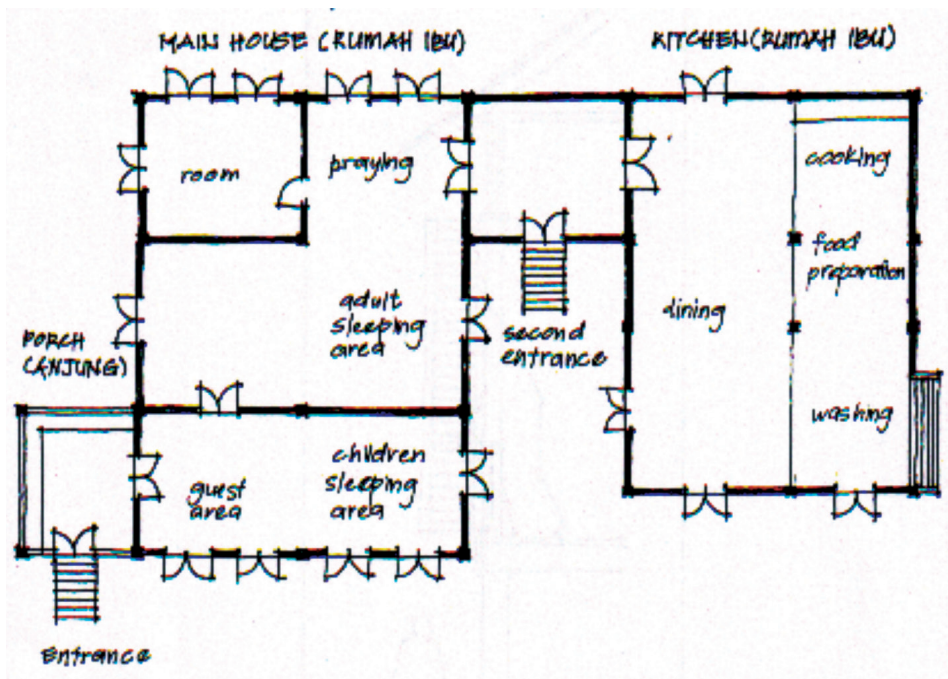 MAIN HOUSE (RUMAH IBU)
KITCHEN (RUMAH IBU)
room
praying
cooking
food
preparation
adult
sleeping
area
dining
second
entrance
PORCH
(ANJUNG)
washing
guest
area
children
sleeping
area
Entrance